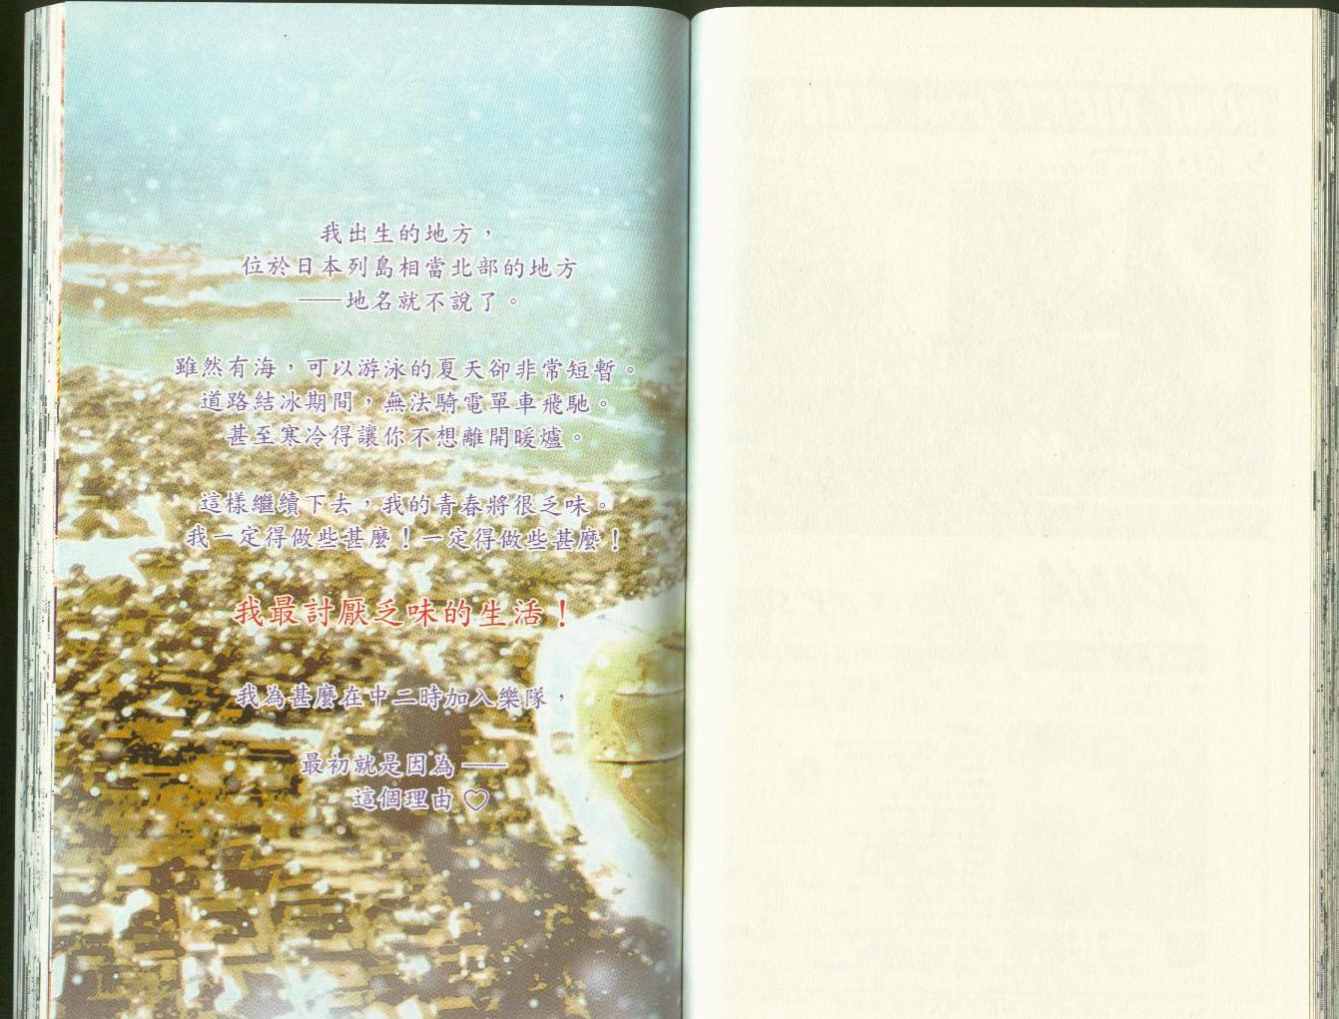 我出生的地方，
位於日本列島相當北部的地方
——地名就不說了。
雖然有海，可以游泳的夏天卻非常短暫。
道路結冰期間，無法騎電單車飛馳。
甚至寒冷得讓你不想離開暖爐。
這樣繼續下去，我的青春將很乏味。
我一定得做些甚麼！一定得做些甚麼！
我最討厭乏味的生活！
我為甚麼在中二時加入樂隊，
最初就是因為——
這個理由♡